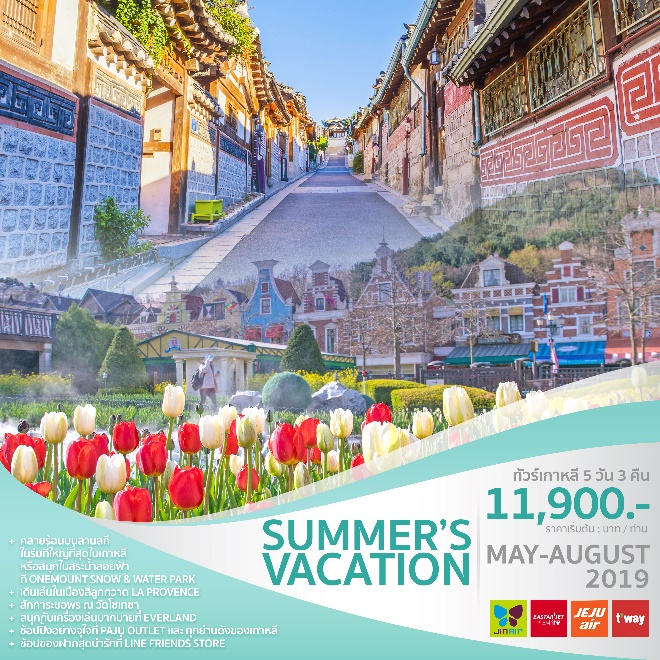 ทัวร์เกาหลี 5 วัน 3 คืน
11,900.-
ราคาเริ่มต้น : บาท / ท่าน
SUMMER'S
VACATION
MAY-AUGUST
2019
+ คลายร้อนบนลานสกี
ในร่มที่ใหญ่ที่สุดในเกาหลี
หรือสนุกในสระน้ำลอยฟ้า
ที่ ONEMOUNT SNOW & WATER PARK
+ เดินเล่นในเมืองสีลูกกวาด LA PROVENCE
+ สักการะขอพร ณ วัดโชเกซา
+ สนุกกับเครื่องเล่นมากมายที่ EVERLAND
+ ช้อปปิ้งอย่างจุใจที่ PAJU OUTLET และ ทุกย่านดังของเกาหลี
+ ช้อปของฝากสุดน่ารักที่ LINE FRIENDS STORE
JINAIR
EASTAR JET
JEJU
air
t'way